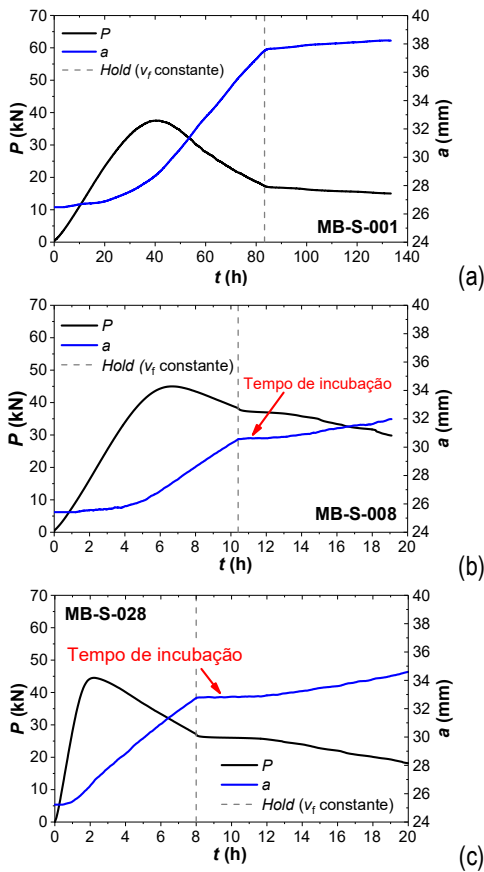 70
60
50
40
30
20
10
0
P (kN)
P
a
Hold (vf constante)
40
38
36
34
32
30
28
26
24
a (mm)
MB-S-001
0 20 40 60 80 100 120 140
t (h)
(a)
70
60
50
40
30
20
10
0
P (kN)
P
a
Hold (vf constante)
Tempo de incubação
40
38
36
34
32
30
28
26
24
a (mm)
MB-S-008
0 2 4 6 8 10 12 14 16 18 20
t (h)
(b)
70
60
50
40
30
20
10
0
P (kN)
MB-S-028
Tempo de incubação
40
38
36
34
32
30
28
26
24
a (mm)
P
a
Hold (vf constante)
0 2 4 6 8 10 12 14 16 18 20
t (h)
(c)